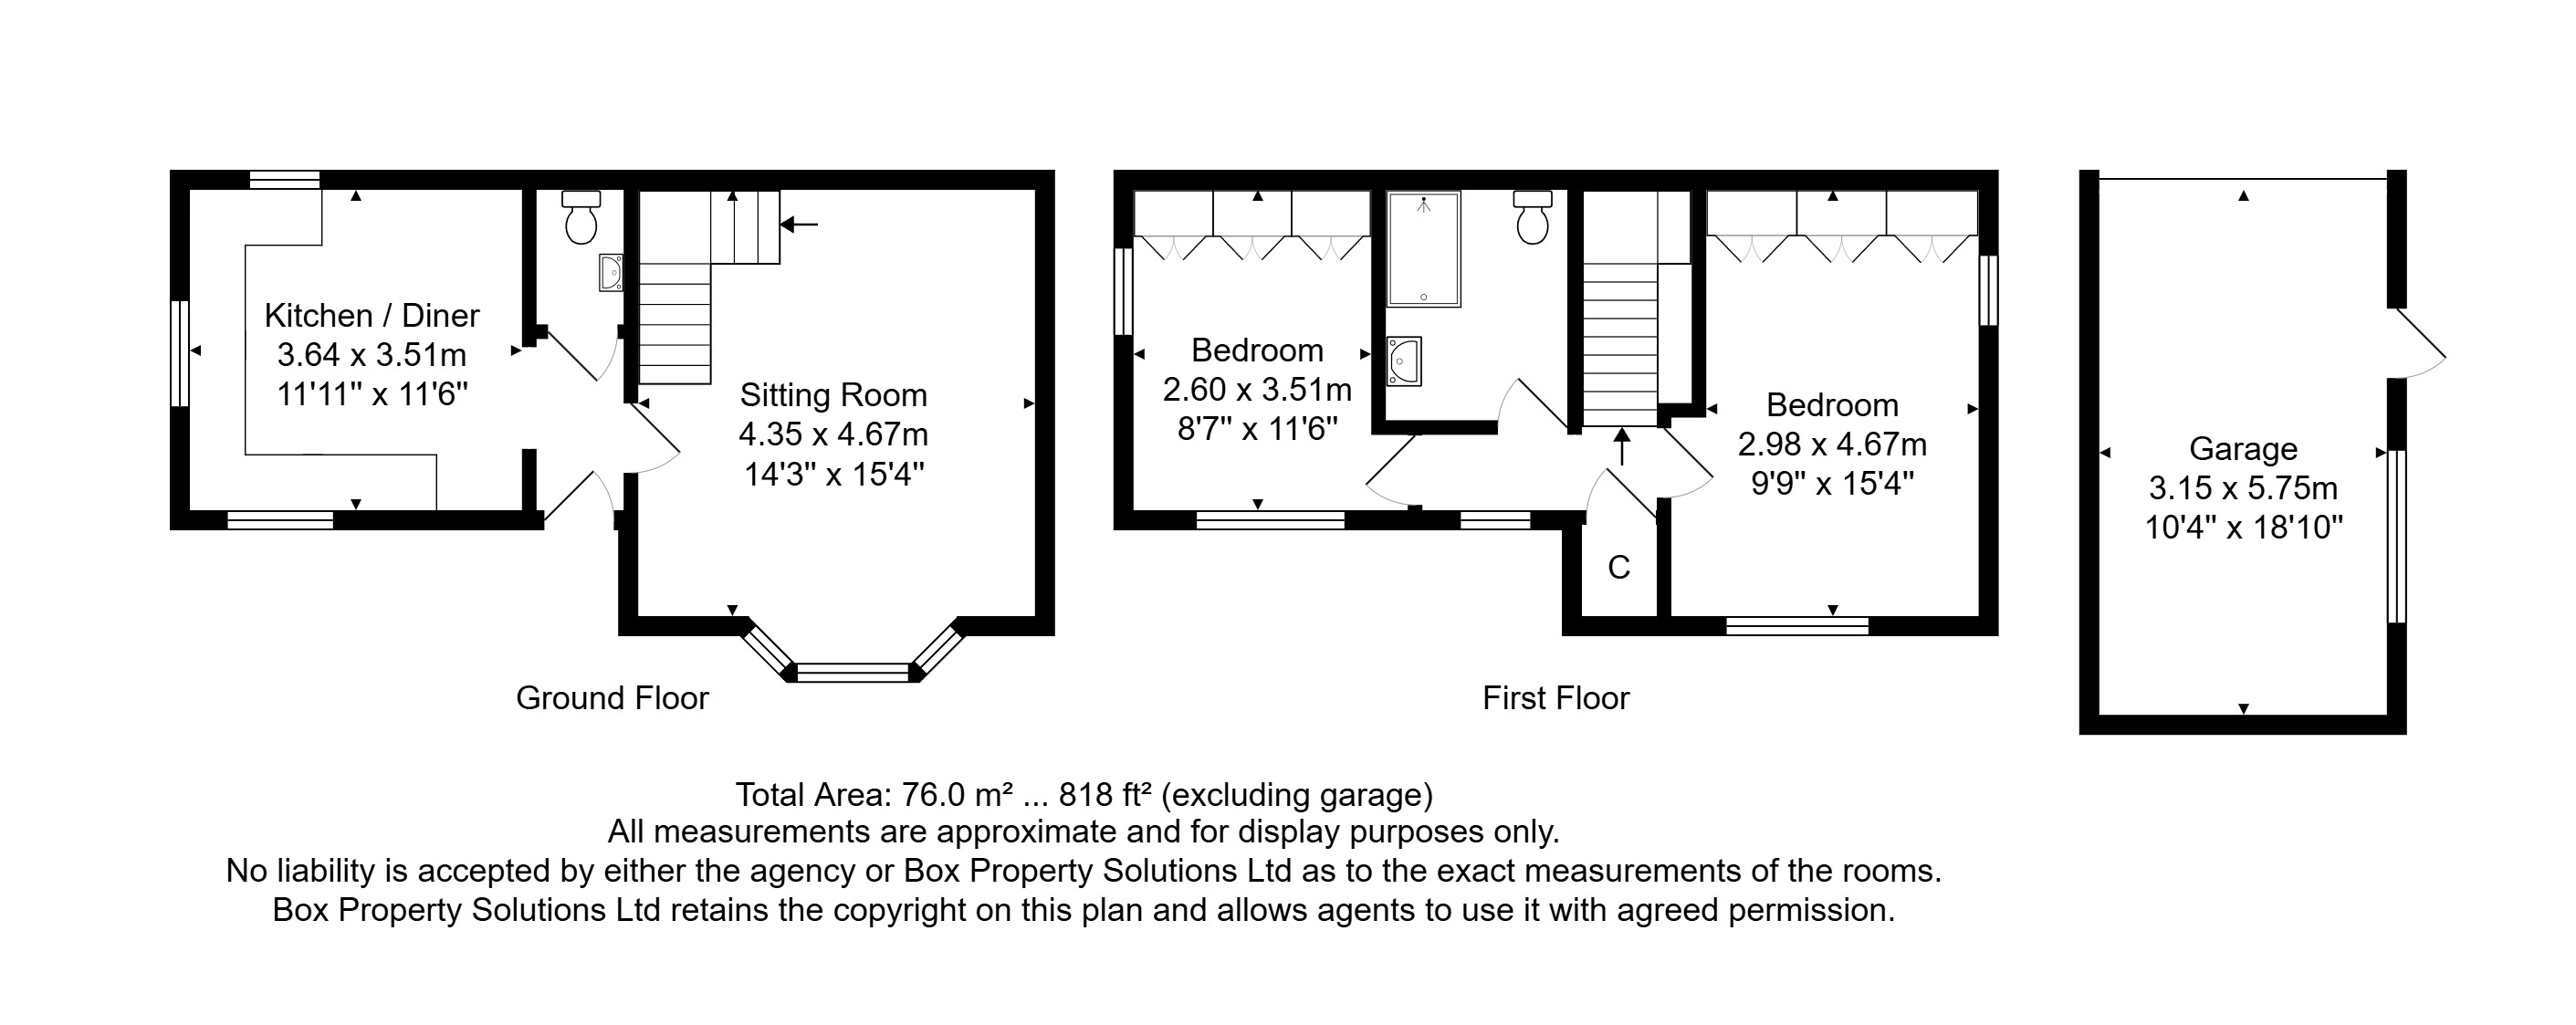 Kitchen / Diner
3.64 x 3.51m
11'11" x 11'6"
Sitting Room
4.35 x 4.67m
14'3" x 15'4"
Ground Floor
Bedroom
2.60 x 3.51m
8'7" x 11'6"
Bedroom
2.98 x 4.67m
9'9" x 15'4"
C
First Floor
Garage
3.15 x 5.75m
10'4" x 18'10"
Total Area: 76.0 m² ... 818 ft² (excluding garage)
All measurements are approximate and for display purposes only.
No liability is accepted by either the agency or Box Property Solutions Ltd as to the exact measurements of the rooms.
Box Property Solutions Ltd retains the copyright on this plan and allows agents to use it with agreed permission.